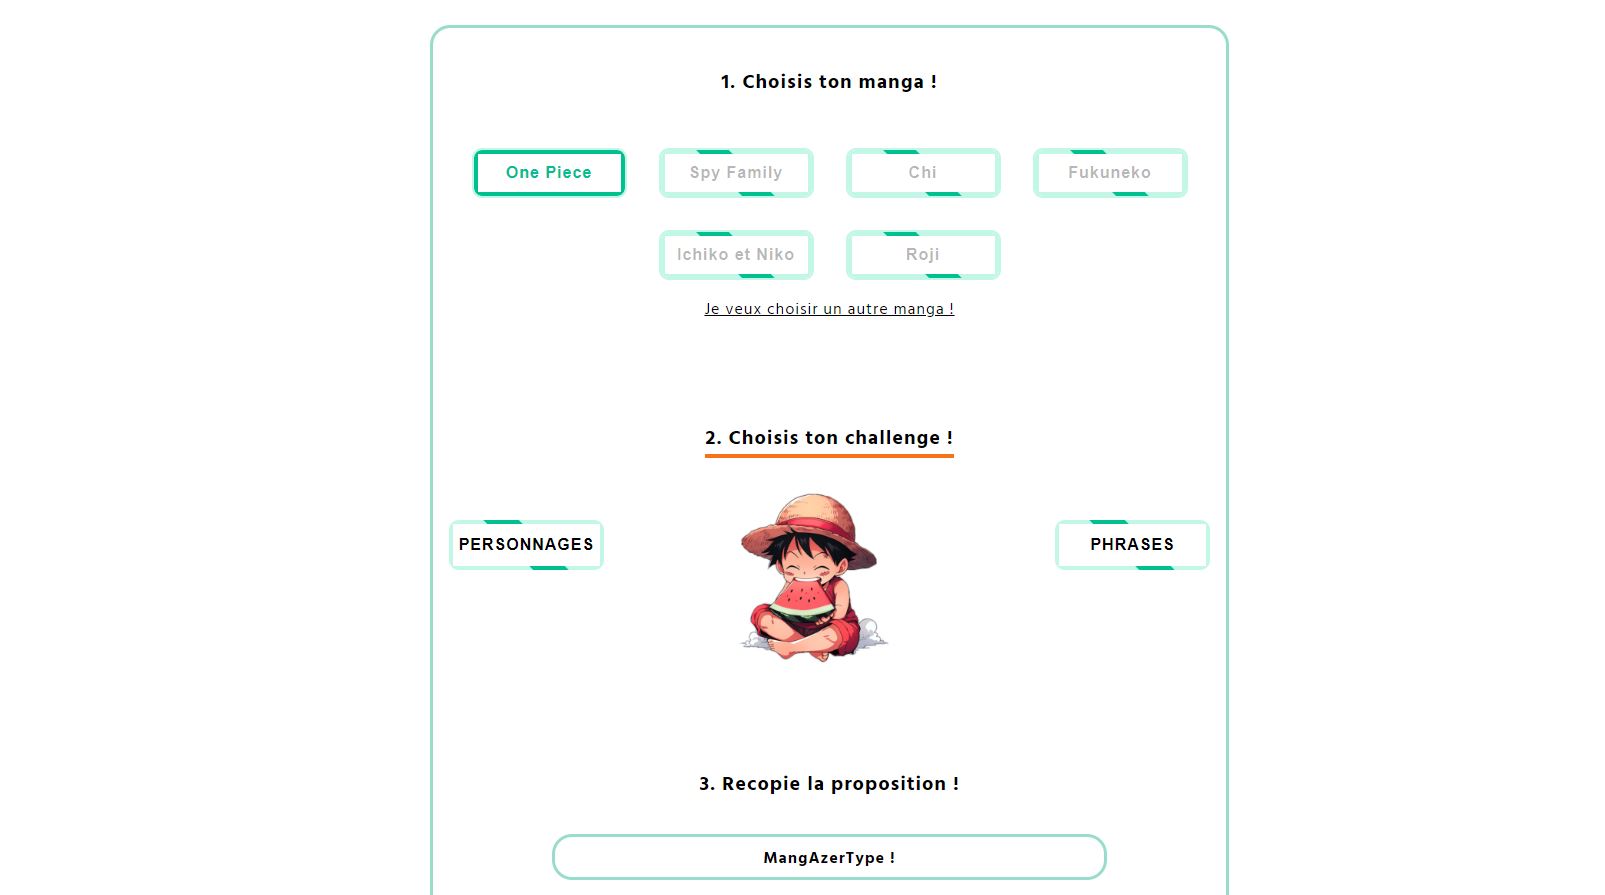 1. Choisis ton manga !
One Piece
Spy Family
Chi
Fukuneko
Ichiko et Niko
Roji
Je veux choisir un autre manga !
2. Choisis ton challenge !
PERSONNAGES
PHRASES
3. Recopie la proposition !
MangAzerType !